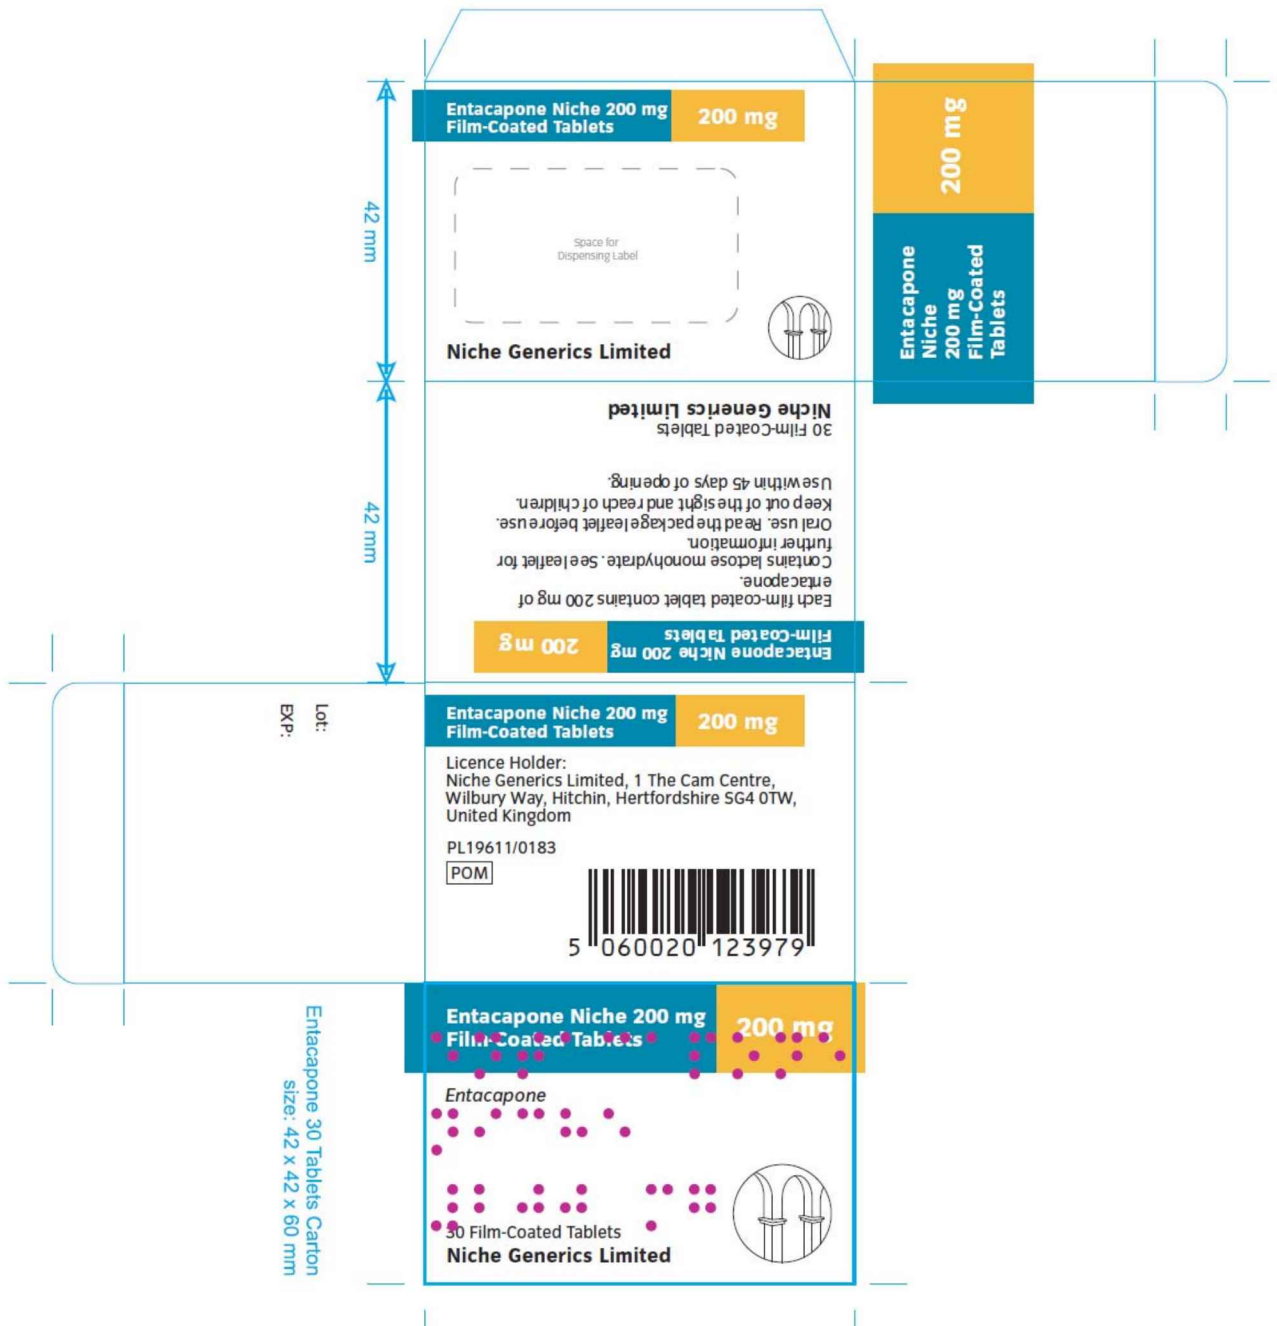 Entacapone Niche 200 mg
Film-Coated Tablets
200 mg
Space for
Dispensing Label
Niche Generics Limited
200 mg
Entacapone
Niche
200 mg
Film-Coated
Tablets
42 mm
42 mm
Entacapone Niche 200 mg
Film-Coated Tablets
200 mg
Each film-coated tablet contains 200 mg of
entacapone.
Contains lactose monohydrate. See leaflet for
further information.
Oral use. Read the package leaflet before use.
Keep out of the sight and reach of children.
Use within 45 days of opening.
30 Film-Coated Tablets
Niche Generics Limited
Lot:
EXP:
Entacapone Niche 200 mg
Film-Coated Tablets
200 mg
Licence Holder:
Niche Generics Limited, 1 The Cam Centre,
Wilbury Way, Hitchin, Hertfordshire SG4 0TW,
United Kingdom
PL19611/0183
POM
5 060020 123979
Entacapone Niche 200 mg
Film-Coated Tablets
200 mg
Entacapone
30 Film-Coated Tablets
Niche Generics Limited
Entacapone 30 Tablets Carton
size: 42 x 42 x 60 mm